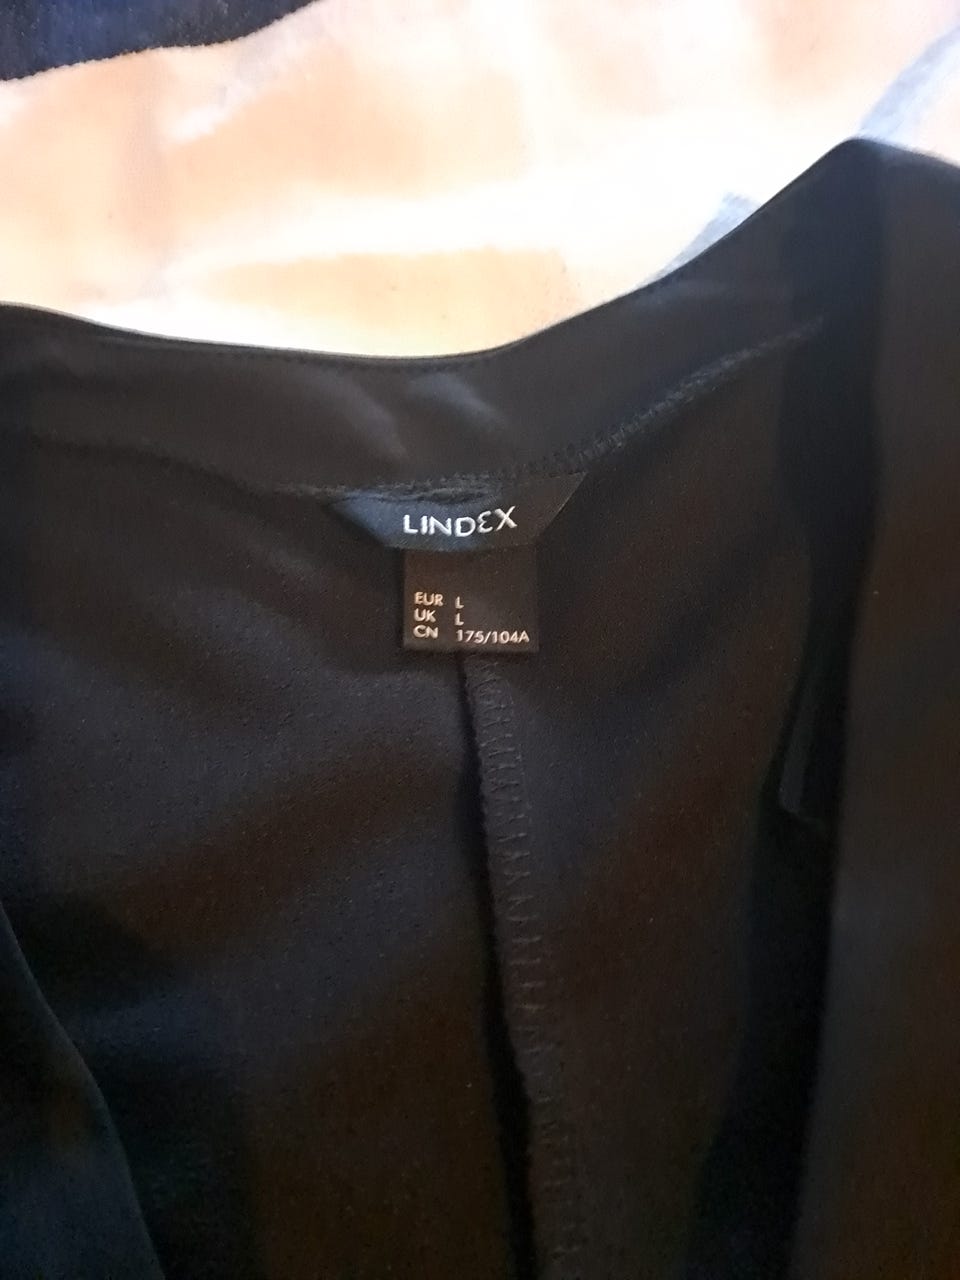 LINDEX
EUR L
UK L
CN 175/104A